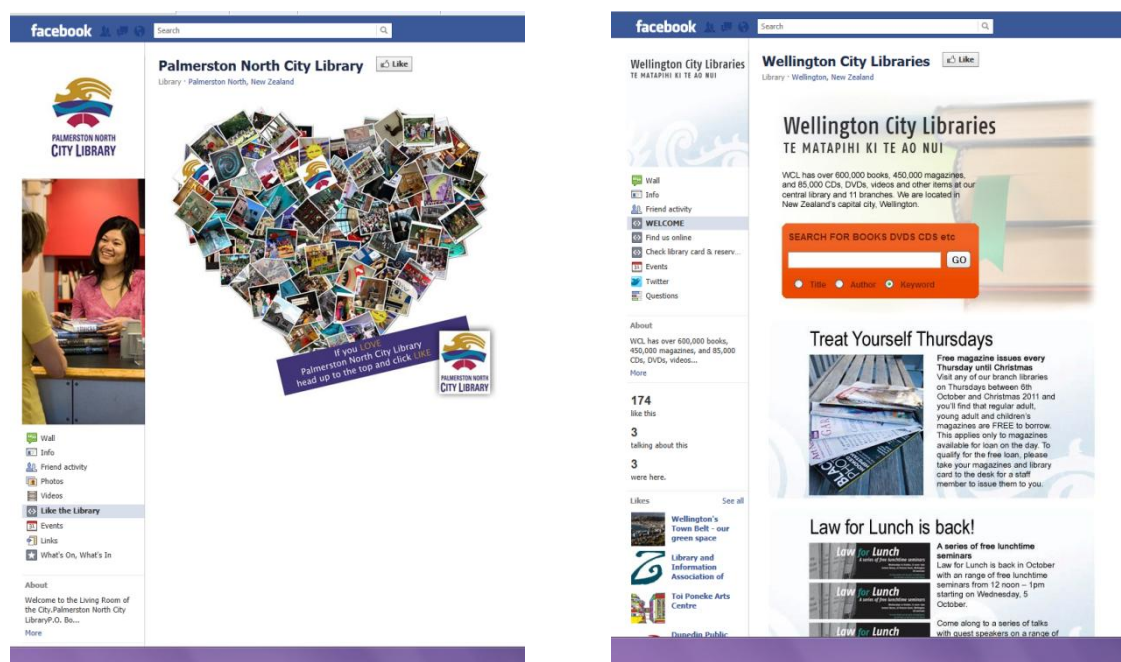 facebook
Search
PALMERSTON NORTH
CITY LIBRARY
Wall
Info
Friend activity
Photos
Videos
Like the Library
Events
Links
What's On, What's In
About
Welcome to the Living Room of
the City.Palmerston North City
LibraryP.O. Bo...
More
Palmerston North City Library
Like
Library · Palmerston North, New Zealand
If you LOVE
Palmerston North City Library
head up to the top and click LIKE
PALMERSTON NORTH
CITY LIBRARY
facebook
Search
Wellington City Libraries
TE MATAPIHI KI TE AO NUI
Wall
Info
Friend activity
WELCOME
Find us online
Check library card & reserv...
Events
Twitter
Questions
About
WCL has over 600,000 books,
450,000 magazines, and 85,000
CDs, DVDs, videos...
More
174
like this
3
talking about this
3
were here.
Likes
See all
Wellington's
Town Belt - our
green space
Library and
Information
Association of
Toi Poneke Arts
Centre
Dunedin Public
Wellington City Libraries
Like
Library · Wellington, New Zealand
Wellington City Libraries
TE MATAPIHI KI TE AO NUI
WCL has over 600,000 books, 450,000 magazines,
and 85,000 CDs, DVDs, videos and other items at our
central library and 11 branches. We are located in
New Zealand's capital city, Wellington.
SEARCH FOR BOOKS DVDS CDS etc
GO
Title Author Keyword
Treat Yourself Thursdays
Free magazine issues every
Thursday until Christmas
Visit any of our branch libraries
on Thursdays between 6th
October and Christmas 2011 and
you'll find that regular adult,
young adult and children's
magazines are FREE to borrow.
This applies only to magazines
available for loan on the day. To
qualify for the free loan, please
take your magazines and library
card to the desk for a staff
member to issue them to you.
Law for Lunch is back!
Law for Lunch
A series of free lunchtime seminars
Law for Lunch
Law for Lunch
A series of free lunchtime
seminars
Law for Lunch is back in October
with an range of free lunchtime
seminars from 12 noon – 1pm
starting on Wednesday, 5
October.
Come along to a series of talks
with guest speakers on a range of